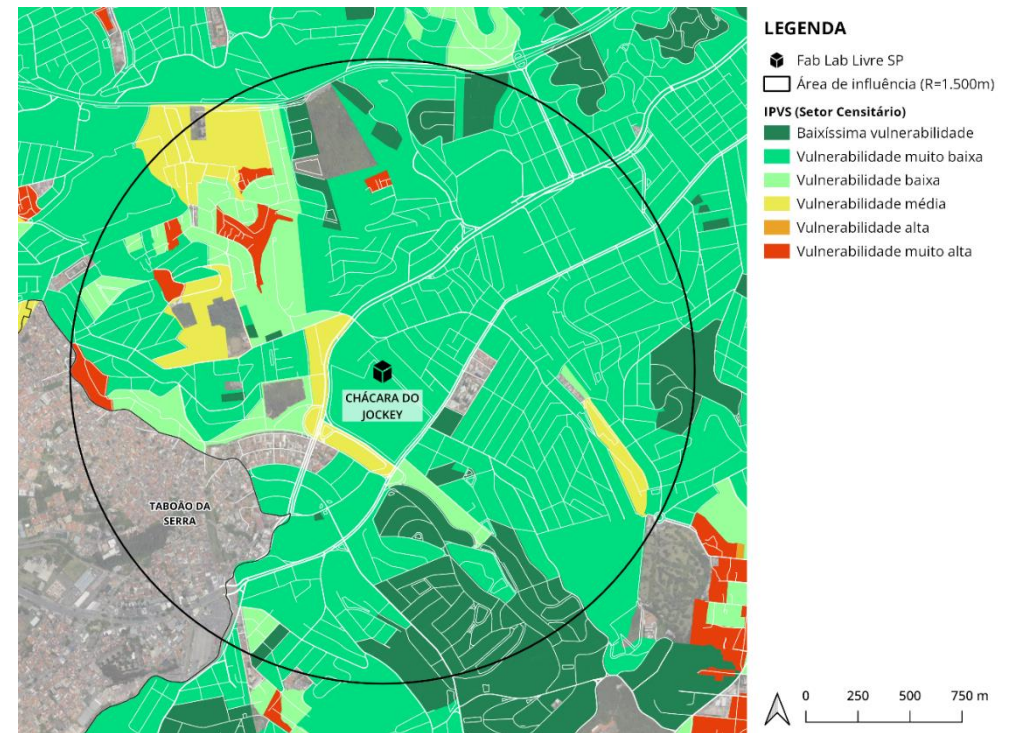 LEGENDA
Fab Lab Livre SP
Área de influência (R=1.500m)
IPVS (Setor Censitário)
Baixíssima vulnerabilidade
Vulnerabilidade muito baixa
Vulnerabilidade baixa
Vulnerabilidade média
Vulnerabilidade alta
Vulnerabilidade muito alta
CHÁCARA DO
JOCKEY
TABOÃO DA
SERRA
0 250 500 750 m